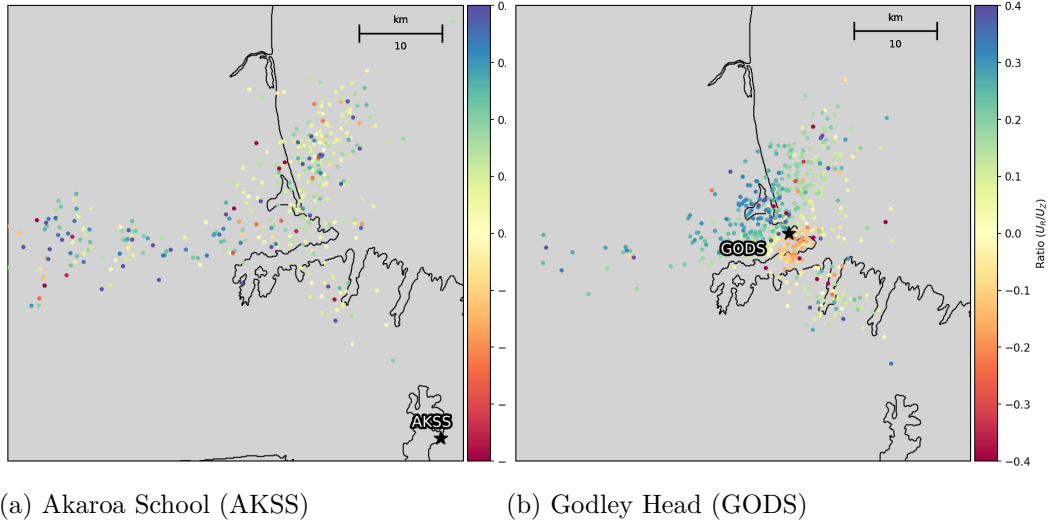 km
10
AKSS
0.
0.
0.
0.
0.
–
–
–
–
km
10
GODS
0.4
0.3
0.2
0.1
0.0
−0.1
−0.2
−0.3
−0.4
Ratio (U_R/U_Z)
(a) Akaroa School (AKSS)
(b) Godley Head (GODS)